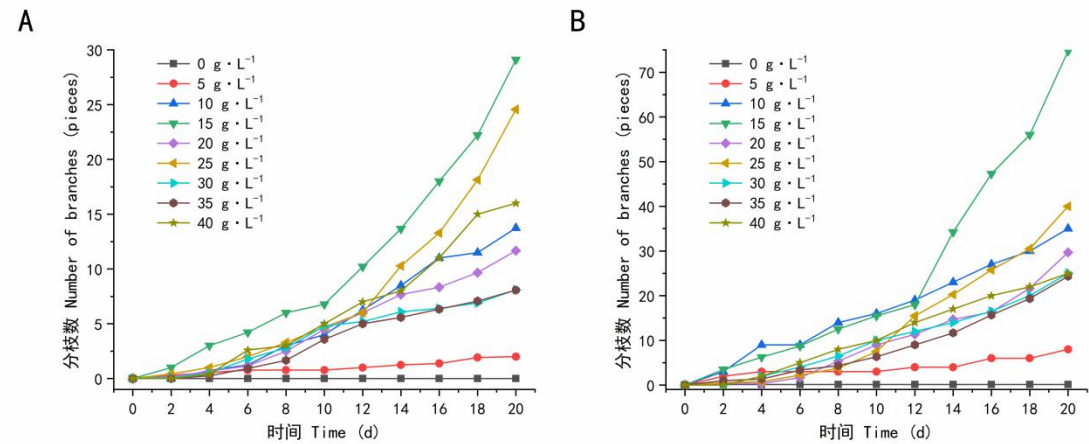 A
分枝数 Number of branches (pieces)
30
25
20
15
10
5
0
0 g·L⁻¹
5 g·L⁻¹
10 g·L⁻¹
15 g·L⁻¹
20 g·L⁻¹
25 g·L⁻¹
30 g·L⁻¹
35 g·L⁻¹
40 g·L⁻¹
0 2 4 6 8 10 12 14 16 18 20
时间 Time (d)
B
分枝数 Number of branches (pieces)
70
60
50
40
30
20
10
0
0 g·L⁻¹
5 g·L⁻¹
10 g·L⁻¹
15 g·L⁻¹
20 g·L⁻¹
25 g·L⁻¹
30 g·L⁻¹
35 g·L⁻¹
40 g·L⁻¹
0 2 4 6 8 10 12 14 16 18 20
时间 Time (d)